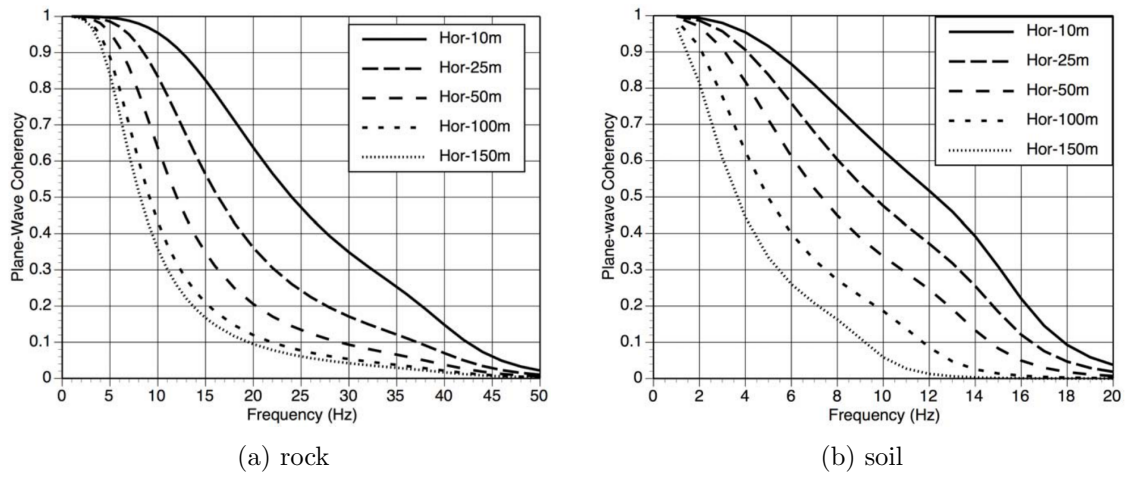 1
0.9
0.8
0.7
0.6
0.5
0.4
0.3
0.2
0.1
0
Plane-Wave Coherency
Hor-10m
Hor-25m
Hor-50m
Hor-100m
Hor-150m
0 5 10 15 20 25 30 35 40 45 50
Frequency (Hz)
(a) rock
1
0.9
0.8
0.7
0.6
0.5
0.4
0.3
0.2
0.1
0
Plane-wave Coherency
Hor-10m
Hor-25m
Hor-50m
Hor-100m
Hor-150m
0 2 4 6 8 10 12 14 16 18 20
Frequency (Hz)
(b) soil